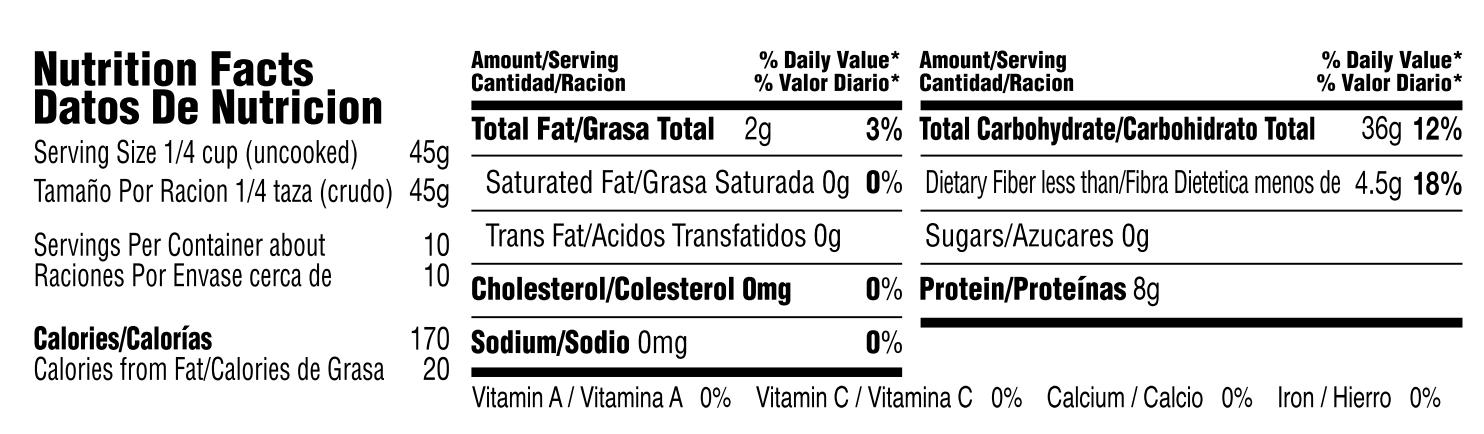 Nutrition Facts
Datos De Nutricion
Serving Size 1/4 cup (uncooked) 45g
Tamaño Por Racion 1/4 taza (crudo) 45g
Servings Per Container about 10
Raciones Por Envase cerca de 10
Calories/Calorías 170
Calories from Fat/Calories de Grasa 20
Amount/Serving % Daily Value*
Cantidad/Racion % Valor Diario*
Total Fat/Grasa Total 2g 3%
Saturated Fat/Grasa Saturada 0g 0%
Trans Fat/Acidos Transfatidos 0g
Cholesterol/Colesterol 0mg 0%
Sodium/Sodio 0mg 0%
Amount/Serving % Daily Value*
Cantidad/Racion % Valor Diario*
Total Carbohydrate/Carbohidrato Total 36g 12%
Dietary Fiber less than/Fibra Dietetica menos de 4.5g 18%
Sugars/Azucares 0g
Protein/Proteínas 8g
Vitamin A / Vitamina A 0% Vitamin C / Vitamina C 0% Calcium / Calcio 0% Iron / Hierro 0%